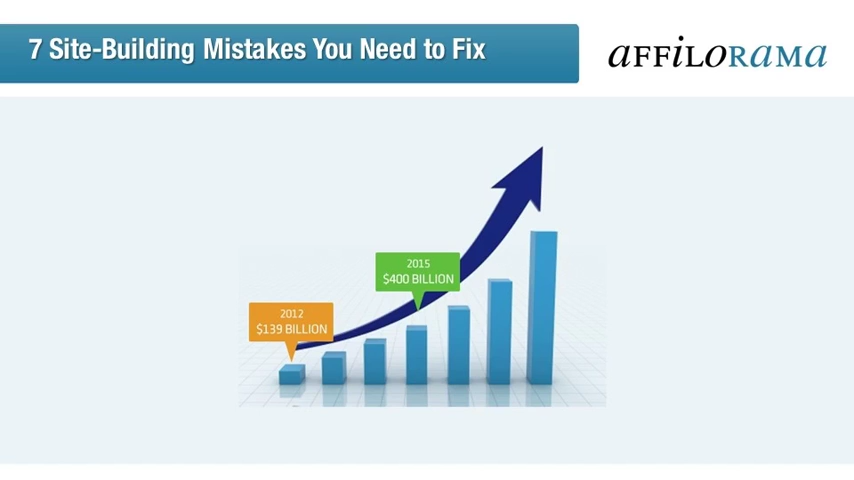 7 Site-Building Mistakes You Need to Fix
aFFiLORaMa
2015
$400 BILLION
2012
$139 BILLION